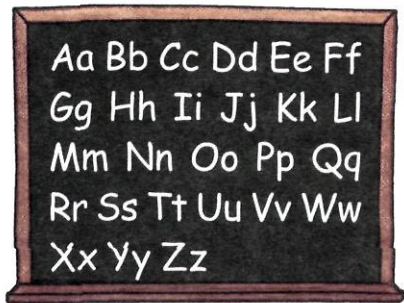 Aa Bb Cc Dd Ee Ff
Gg Hh Ii Jj Kk Ll
Mm Nn Oo Pp Qq
Rr Ss Tt Uu Vv Ww
Xx Yy Zz